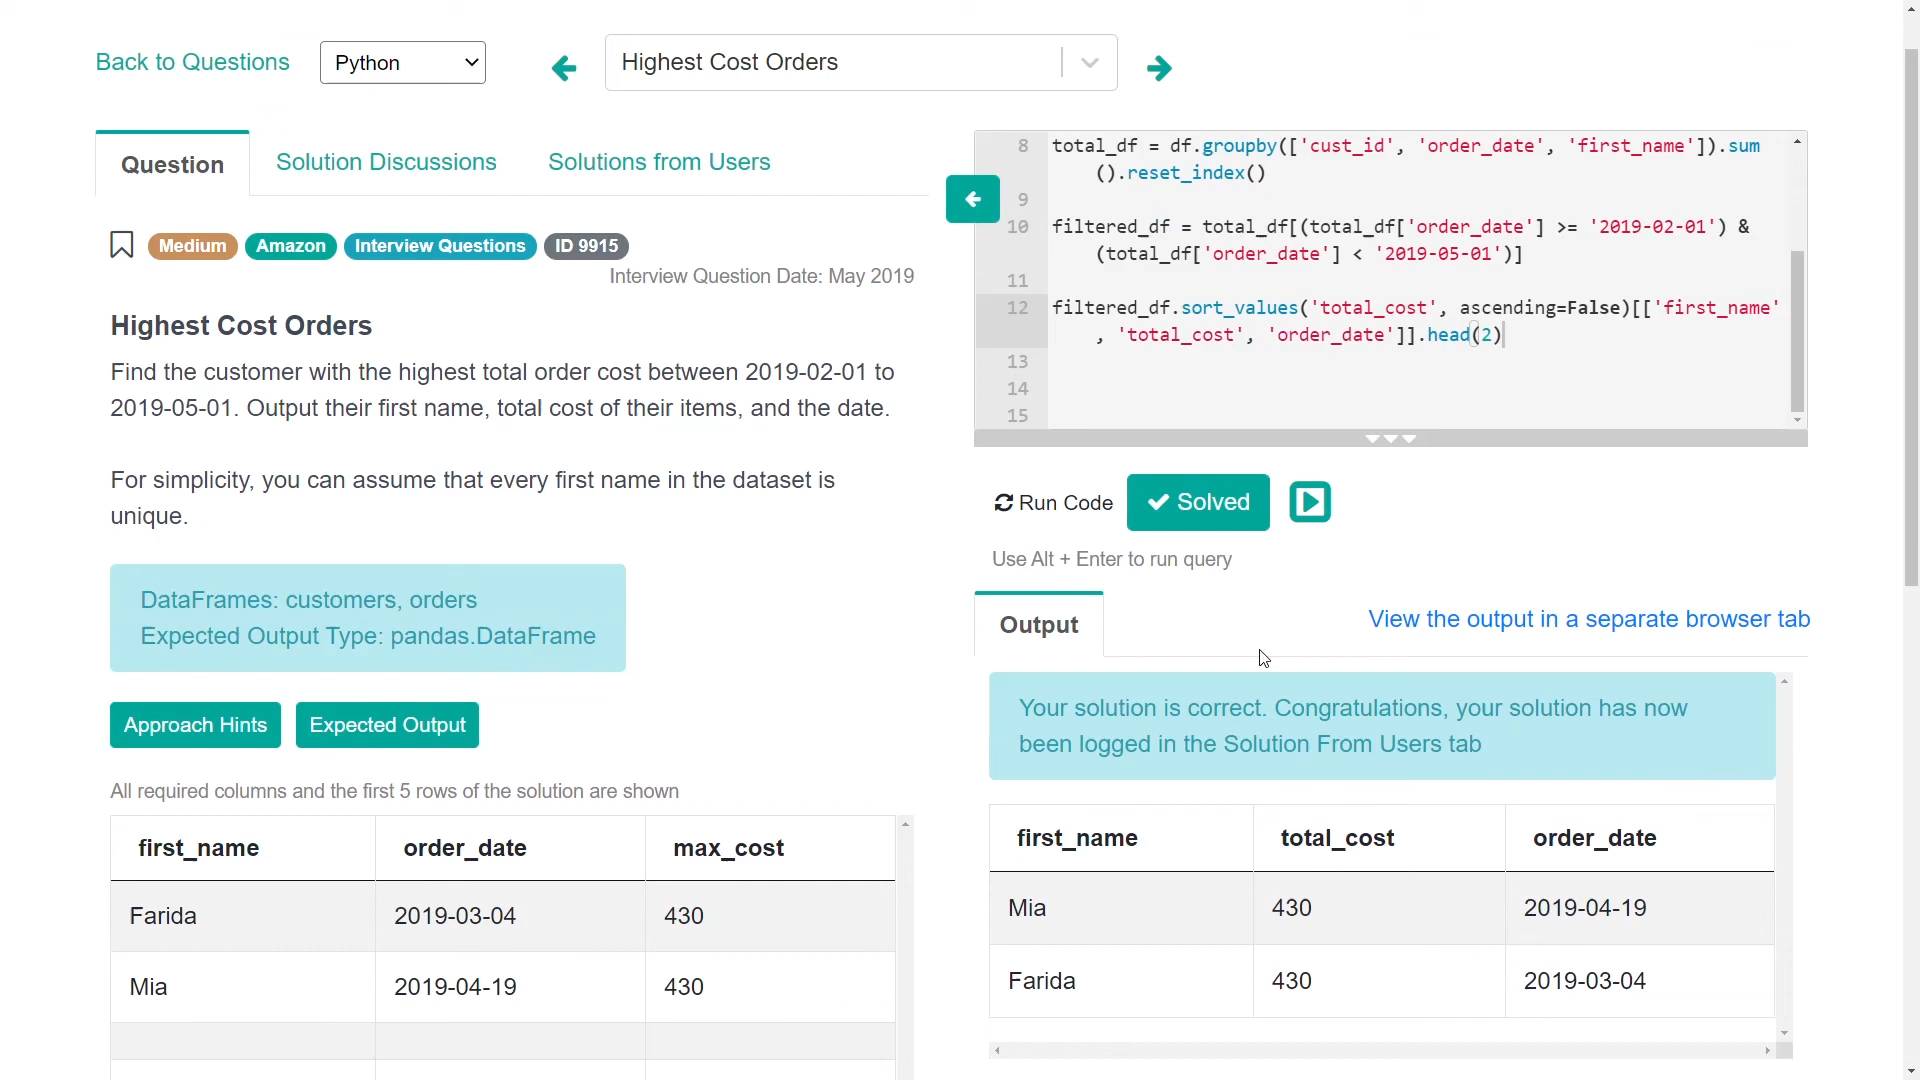 Back to Questions
Python
Highest Cost Orders
Question
Solution Discussions
Solutions from Users
Medium
Amazon
Interview Questions
ID 9915
Interview Question Date: May 2019
Highest Cost Orders
Find the customer with the highest total order cost between 2019-02-01 to
2019-05-01. Output their first name, total cost of their items, and the date.
For simplicity, you can assume that every first name in the dataset is
unique.
DataFrames: customers, orders
Expected Output Type: pandas.DataFrame
Approach Hints
Expected Output
All required columns and the first 5 rows of the solution are shown
first_name order_date max_cost
Farida 2019-03-04 430
Mia 2019-04-19 430
8 total_df = df.groupby(['cust_id', 'order_date', 'first_name']).sum
().reset_index()
9
10 filtered_df = total_df[(total_df['order_date'] >= '2019-02-01') &
(total_df['order_date'] < '2019-05-01')]
11
12 filtered_df.sort_values('total_cost', ascending=False)[['first_name'
, 'total_cost', 'order_date']].head(2)
13
14
15
Run Code
Solved
Use Alt + Enter to run query
Output
View the output in a separate browser tab
Your solution is correct. Congratulations, your solution has now
been logged in the Solution From Users tab
first_name total_cost order_date
Mia 430 2019-04-19
Farida 430 2019-03-04